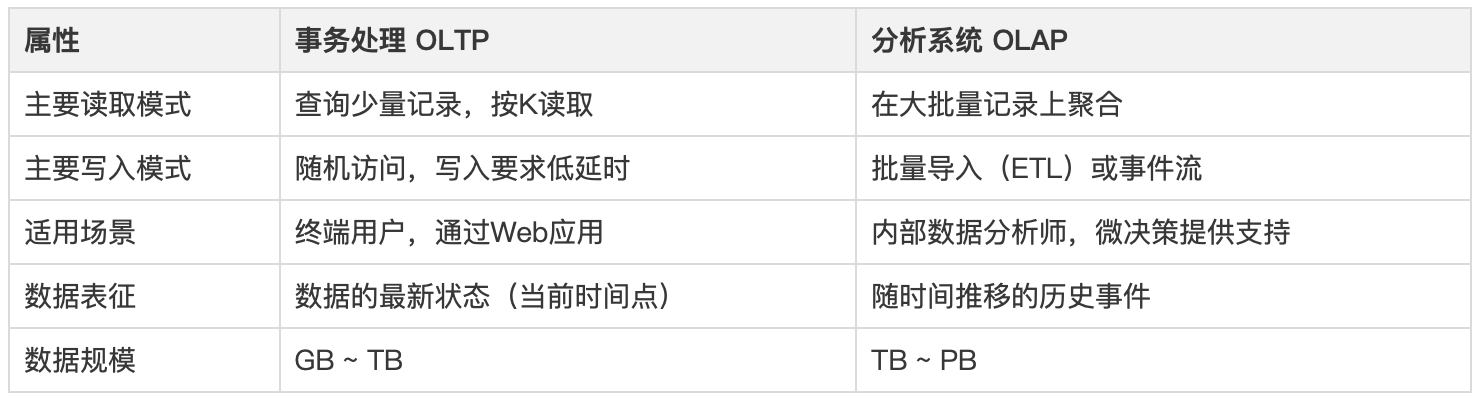 属性 事务处理 OLTP 分析系统 OLAP
主要读取模式 查询少量记录，按K读取 在大批量记录上聚合
主要写入模式 随机访问，写入要求低延时 批量导入（ETL）或事件流
适用场景 终端用户，通过Web应用 内部数据分析师，微决策提供支持
数据表征 数据的最新状态（当前时间点） 随时间推移的历史事件
数据规模 GB ~ TB TB ~ PB